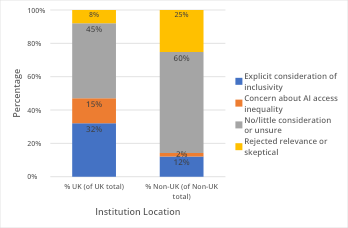 100%
80%
60%
40%
20%
0%
Percentage
8%
45%
15%
32%
25%
60%
2%
12%
% UK (of UK total)
% Non-UK (of Non-UK
total)
Institution Location
Explicit consideration of
inclusivity
Concern about AI access
inequality
No/little consideration
or unsure
Rejected relevance or
skeptical